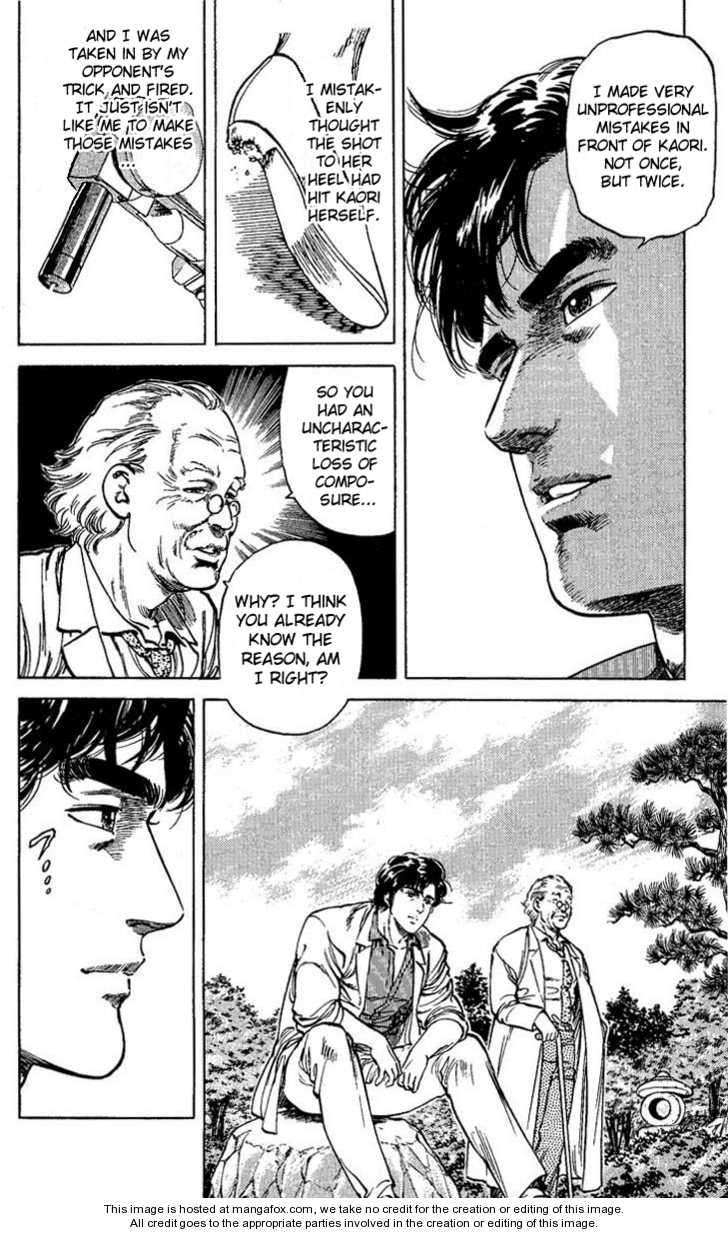 I MADE VERY
UNPROFESSIONAL
MISTAKES IN
FRONT OF KAORI.
NOT ONCE,
BUT TWICE.
I MISTAK-
ENLY
THOUGHT
THE SHOT
TO HER
HEEL HAD
HIT KAORI
HERSELF.
AND I WAS
TAKEN IN BY MY
OPPONENT'S
TRICK AND FIRED.
IT JUST ISN'T
LIKE ME TO MAKE
THOSE MISTAKES
...
SO YOU
HAD AN
UNCHARAC-
TERISTIC
LOSS OF
COMPO-
SURE...
WHY? I THINK
YOU ALREADY
KNOW THE
REASON, AM
I RIGHT?
フ...
This image is hosted at mangafox.com, we take no credit for the creation or editing of this image.
All credit goes to the appropriate parties involved in the creation or editing of this image.